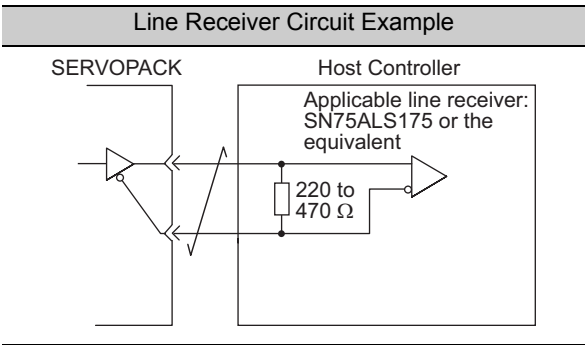 Line Receiver Circuit Example
SERVOPACK
Host Controller
Applicable line receiver:
SN75ALS175 or the
equivalent
220 to
470 Ω